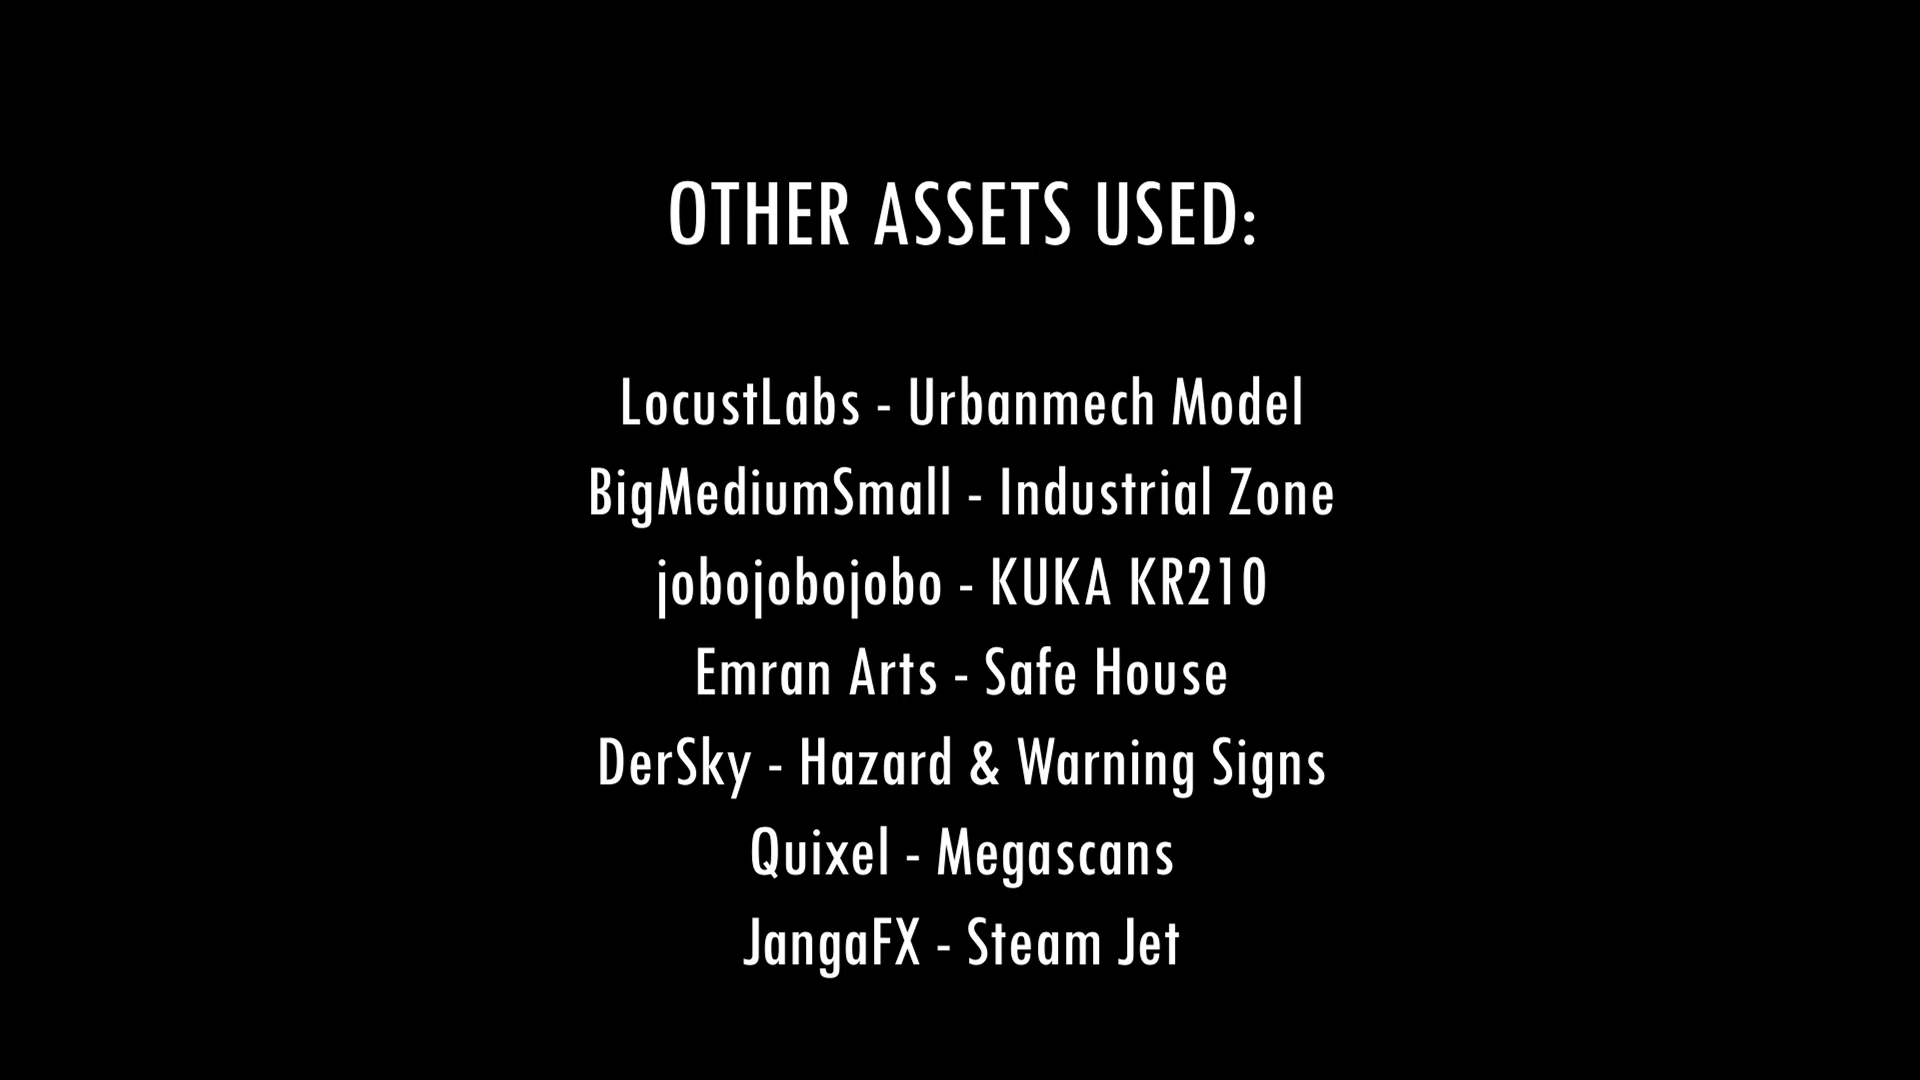 OTHER ASSETS USED:
LocustLabs - Urbanmech Model
BigMediumSmall - Industrial Zone
jobojobojobo - KUKA KR210
Emran Arts - Safe House
DerSky - Hazard & Warning Signs
Quixel - Megascans
JangaFX - Steam Jet